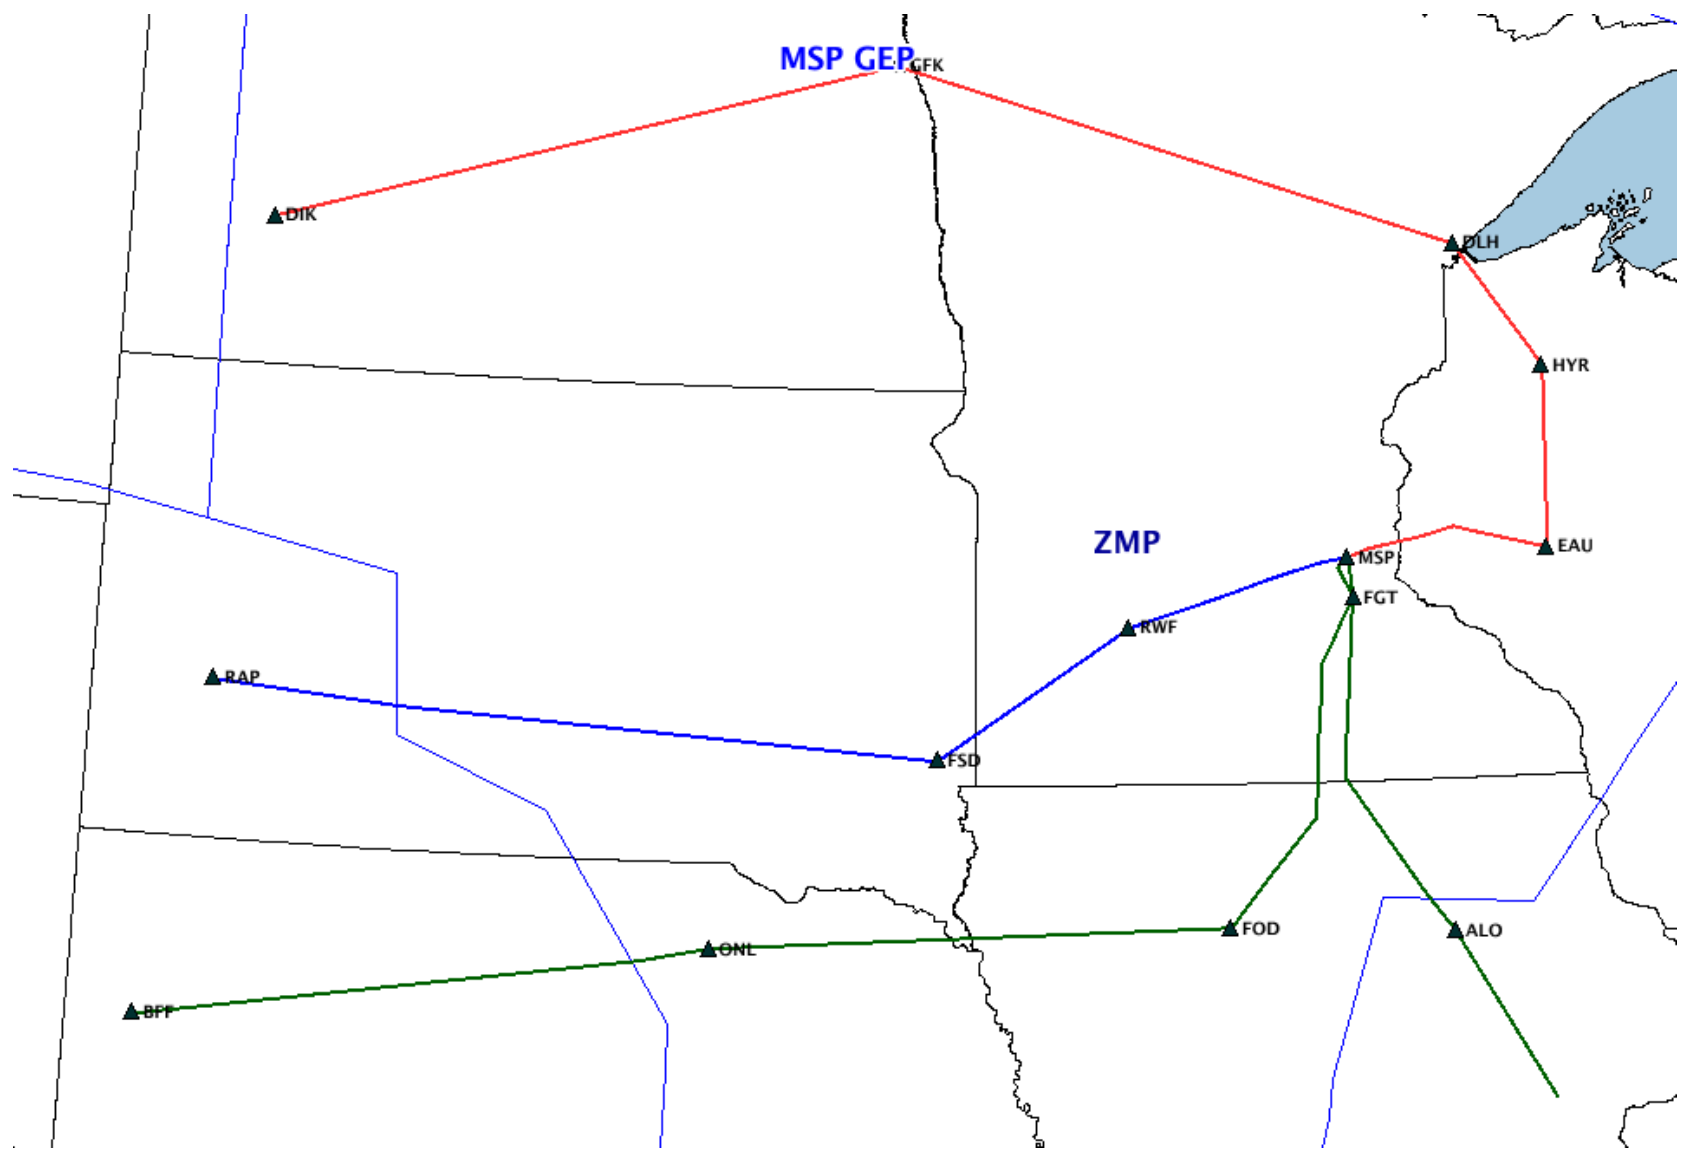 MSP GEP
GFK
DIK
DLH
HYR
ZMP
EAU
MSP
FGT
RWF
RAP
FSD
FOD
ALO
ONL
BFF